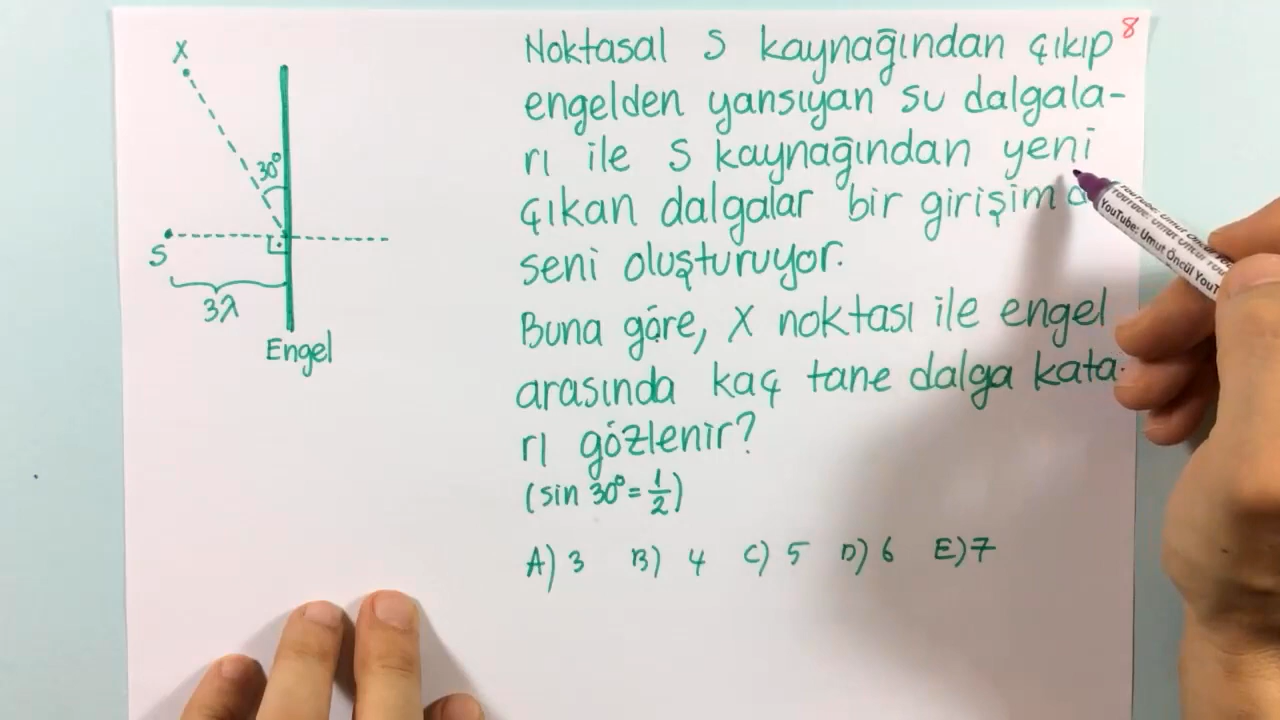 Noktasal S kaynağından çıkıp 8
engelden yansıyan su dalgala-
rı ile S kaynağından yeni
çıkan dalgalar bir girişim
seni oluşturuyor.
Buna göre, X noktası ile engel
arasında kaç tane dalga kata-
rı gözlenir?
(sin 30°=1/2)
A) 3 B) 4 C) 5 D) 6 E) 7
X
30°
S
3λ
Engel
YouTube: Umut Öncül YouT